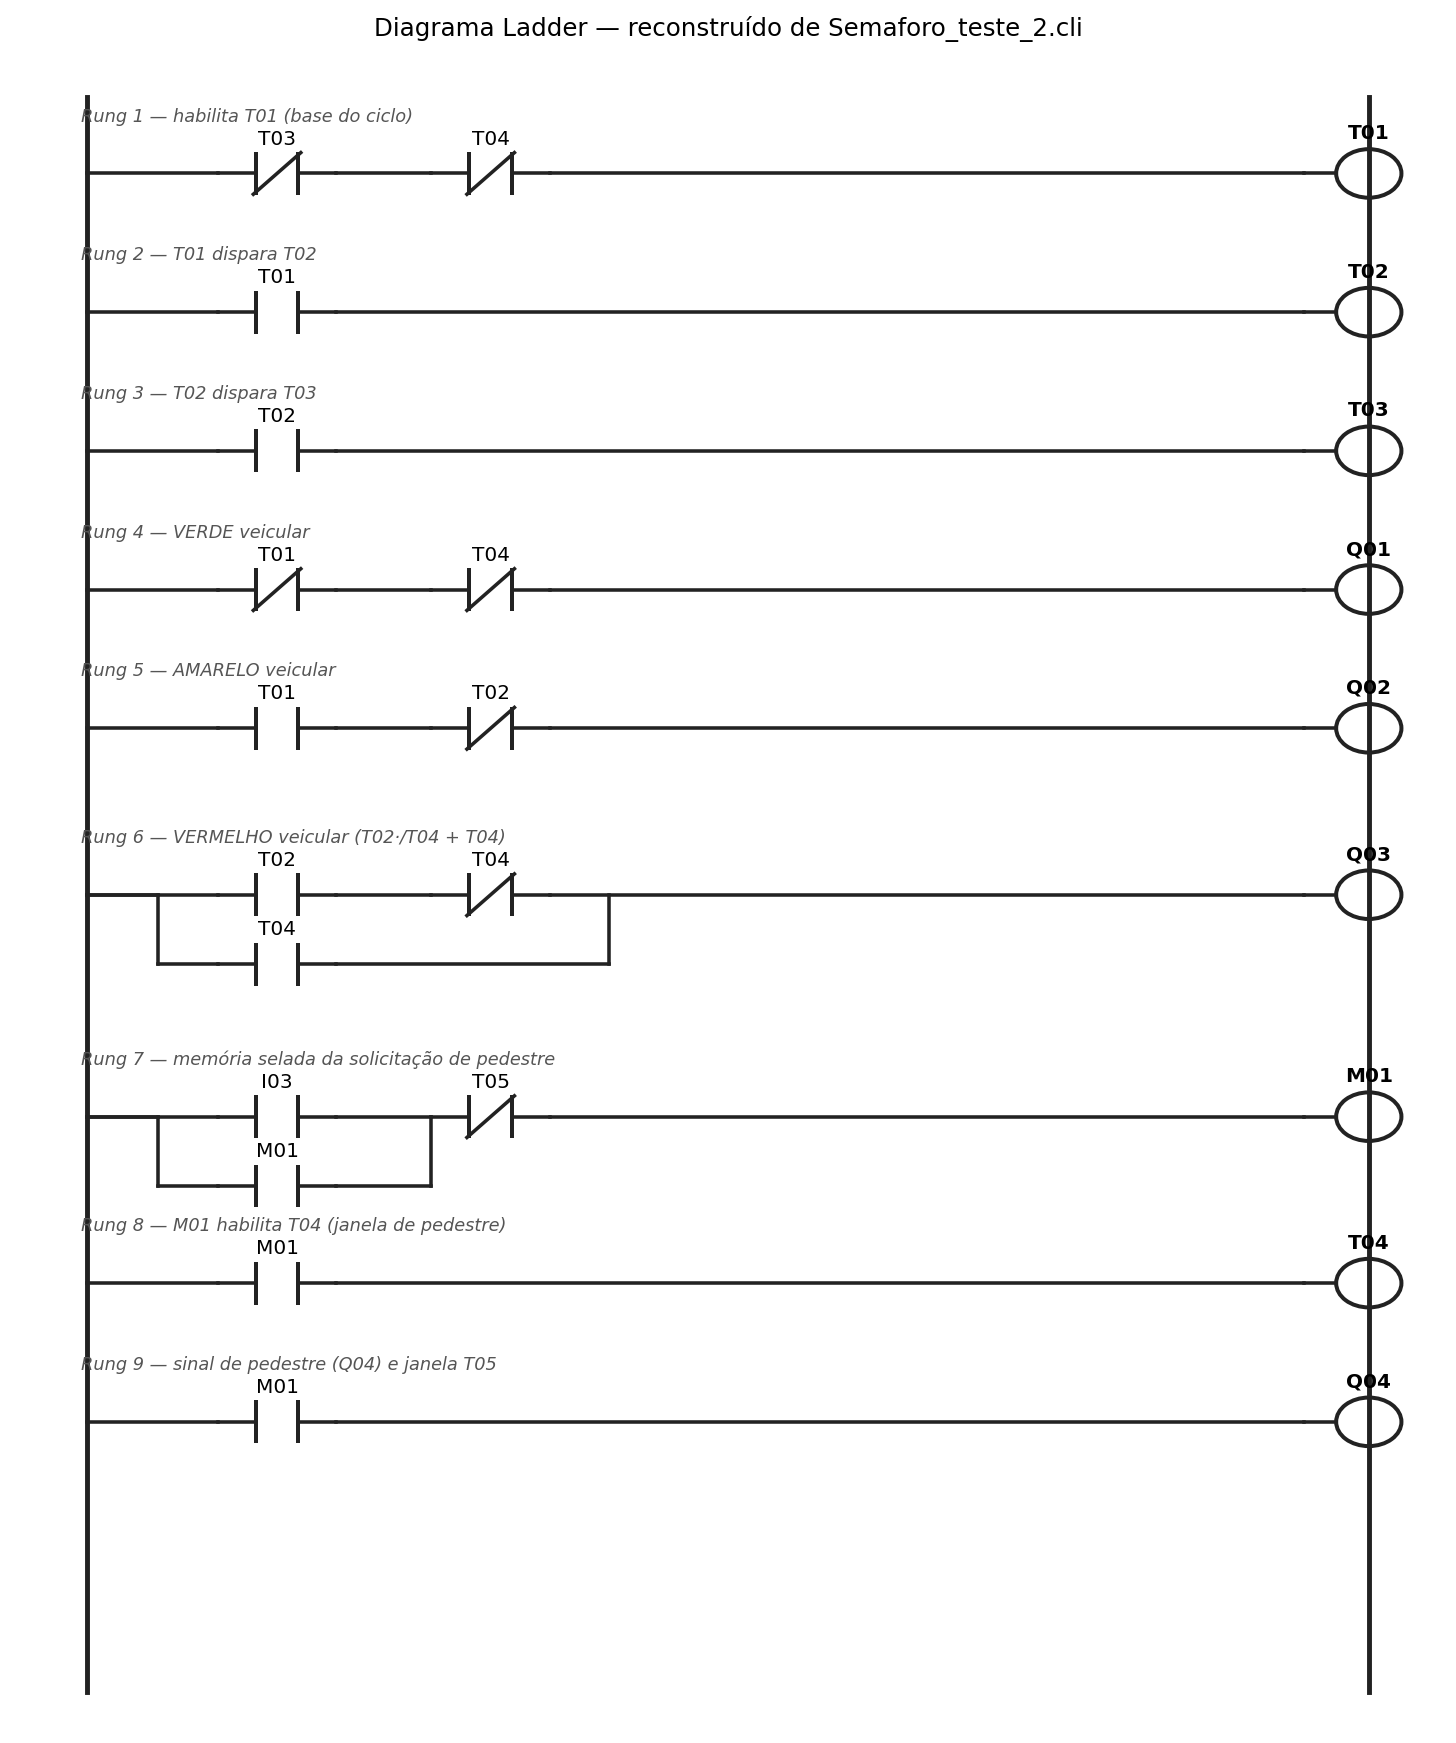 Diagrama Ladder — reconstruído de Semaforo_teste_2.cli
Rung 1 — habilita T01 (base do ciclo)
T03 T04 T01
Rung 2 — T01 dispara T02
T01 T02
Rung 3 — T02 dispara T03
T02 T03
Rung 4 — VERDE veicular
T01 T04 Q01
Rung 5 — AMARELO veicular
T01 T02 Q02
Rung 6 — VERMELHO veicular (T02·/T04 + T04)
T02 T04 Q03
T04
Rung 7 — memória selada da solicitação de pedestre
I03 T05 M01
M01
Rung 8 — M01 habilita T04 (janela de pedestre)
M01 T04
Rung 9 — sinal de pedestre (Q04) e janela T05
M01 Q04